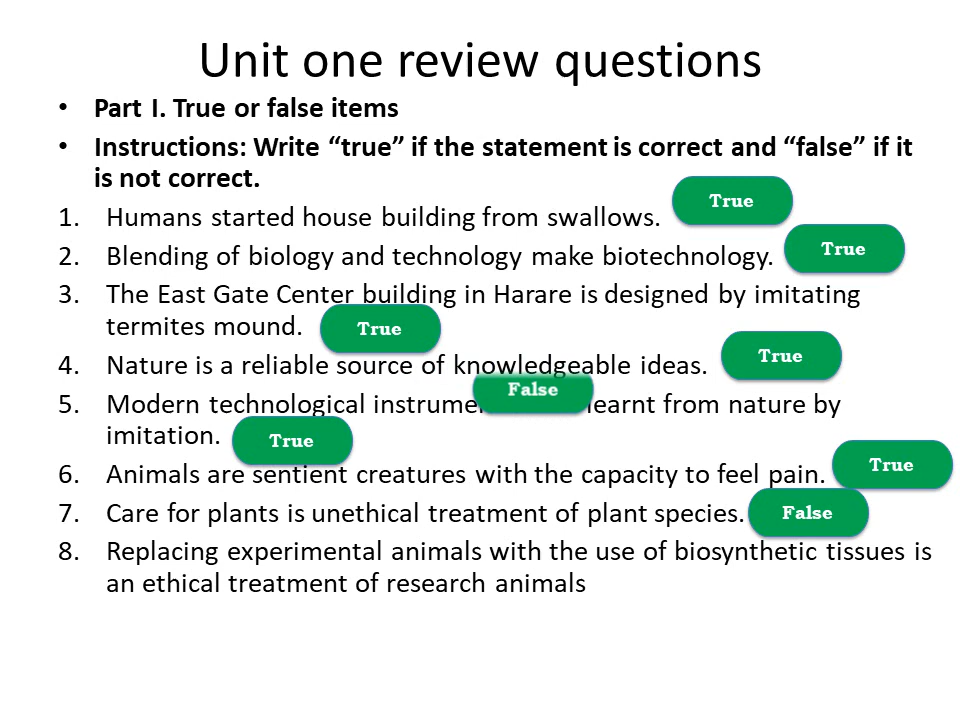 Unit one review questions
• Part I. True or false items
• Instructions: Write “true” if the statement is correct and “false” if it
is not correct.
1. Humans started house building from swallows. True
2. Blending of biology and technology make biotechnology. True
3. The East Gate Center building in Harare is designed by imitating
termites mound. True
4. Nature is a reliable source of knowledgeable ideas. True
False
5. Modern technological learnt from nature by
imitation. True
6. Animals are sentient creatures with the capacity to feel pain. True
7. Care for plants is unethical treatment of plant species. False
8. Replacing experimental animals with the use of biosynthetic tissues is
an ethical treatment of research animals